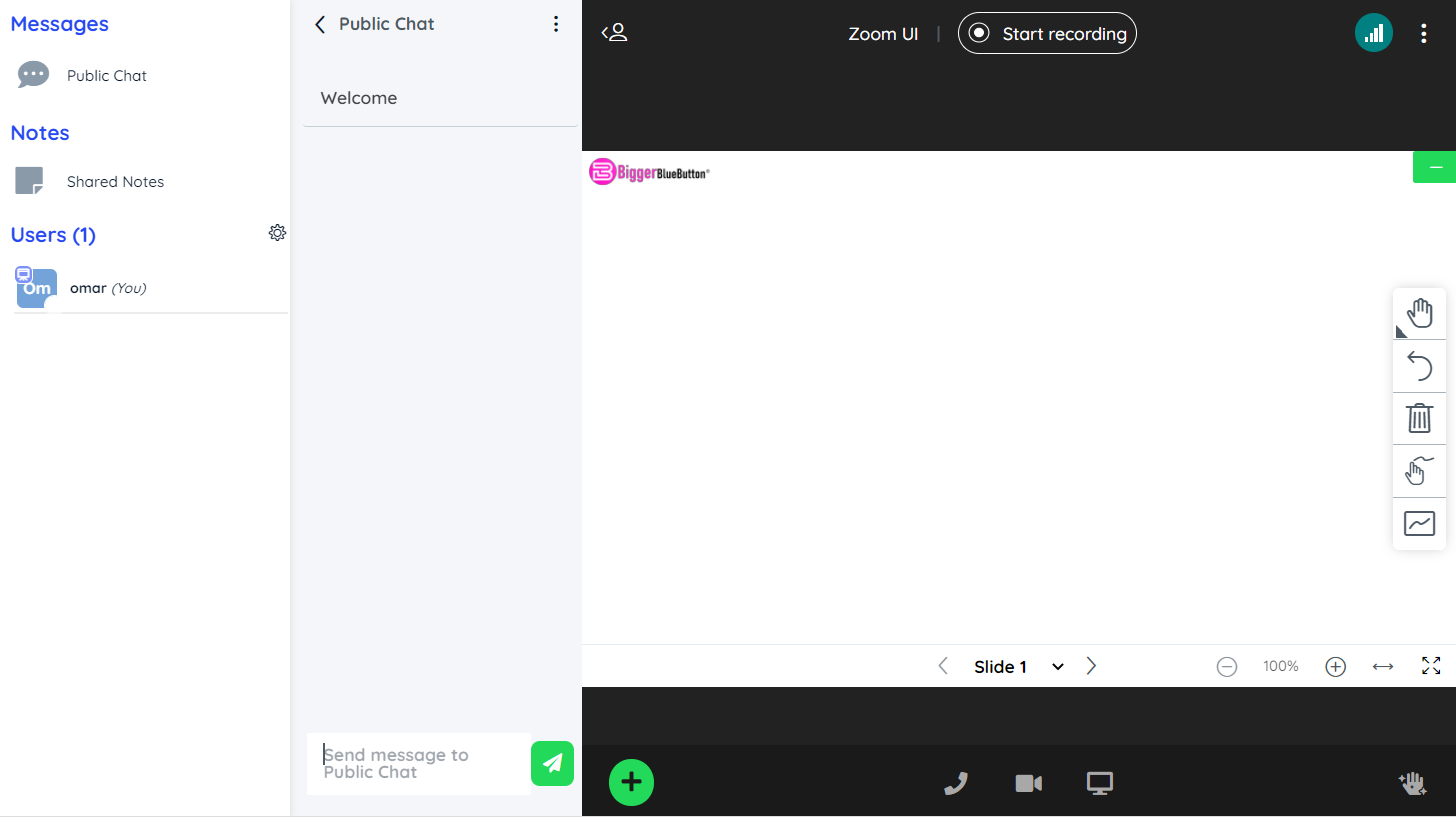 Messages
Public Chat
Notes
Shared Notes
Users (1)
Om
omar (You)
Public Chat
Welcome
Send message to
Public Chat
Zoom UI | Start recording
BiggerBlueButton®
Slide 1
100%